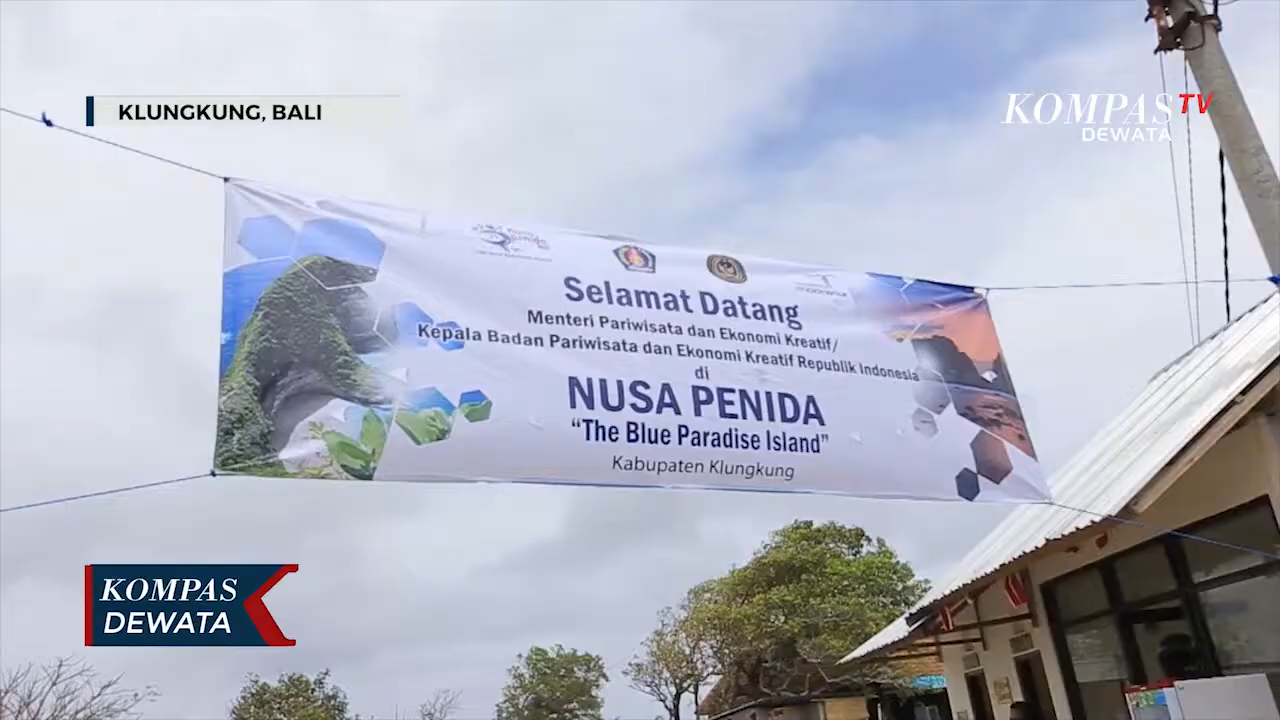 KLUNGKUNG, BALI
KOMPAS TV
DEWATA
Selamat Datang
Menteri Pariwisata dan Ekonomi Kreatif/
Kepala Badan Pariwisata dan Ekonomi Kreatif Republik Indonesia
di
NUSA PENIDA
“The Blue Paradise Island”
Kabupaten Klungkung
KOMPAS
DEWATA